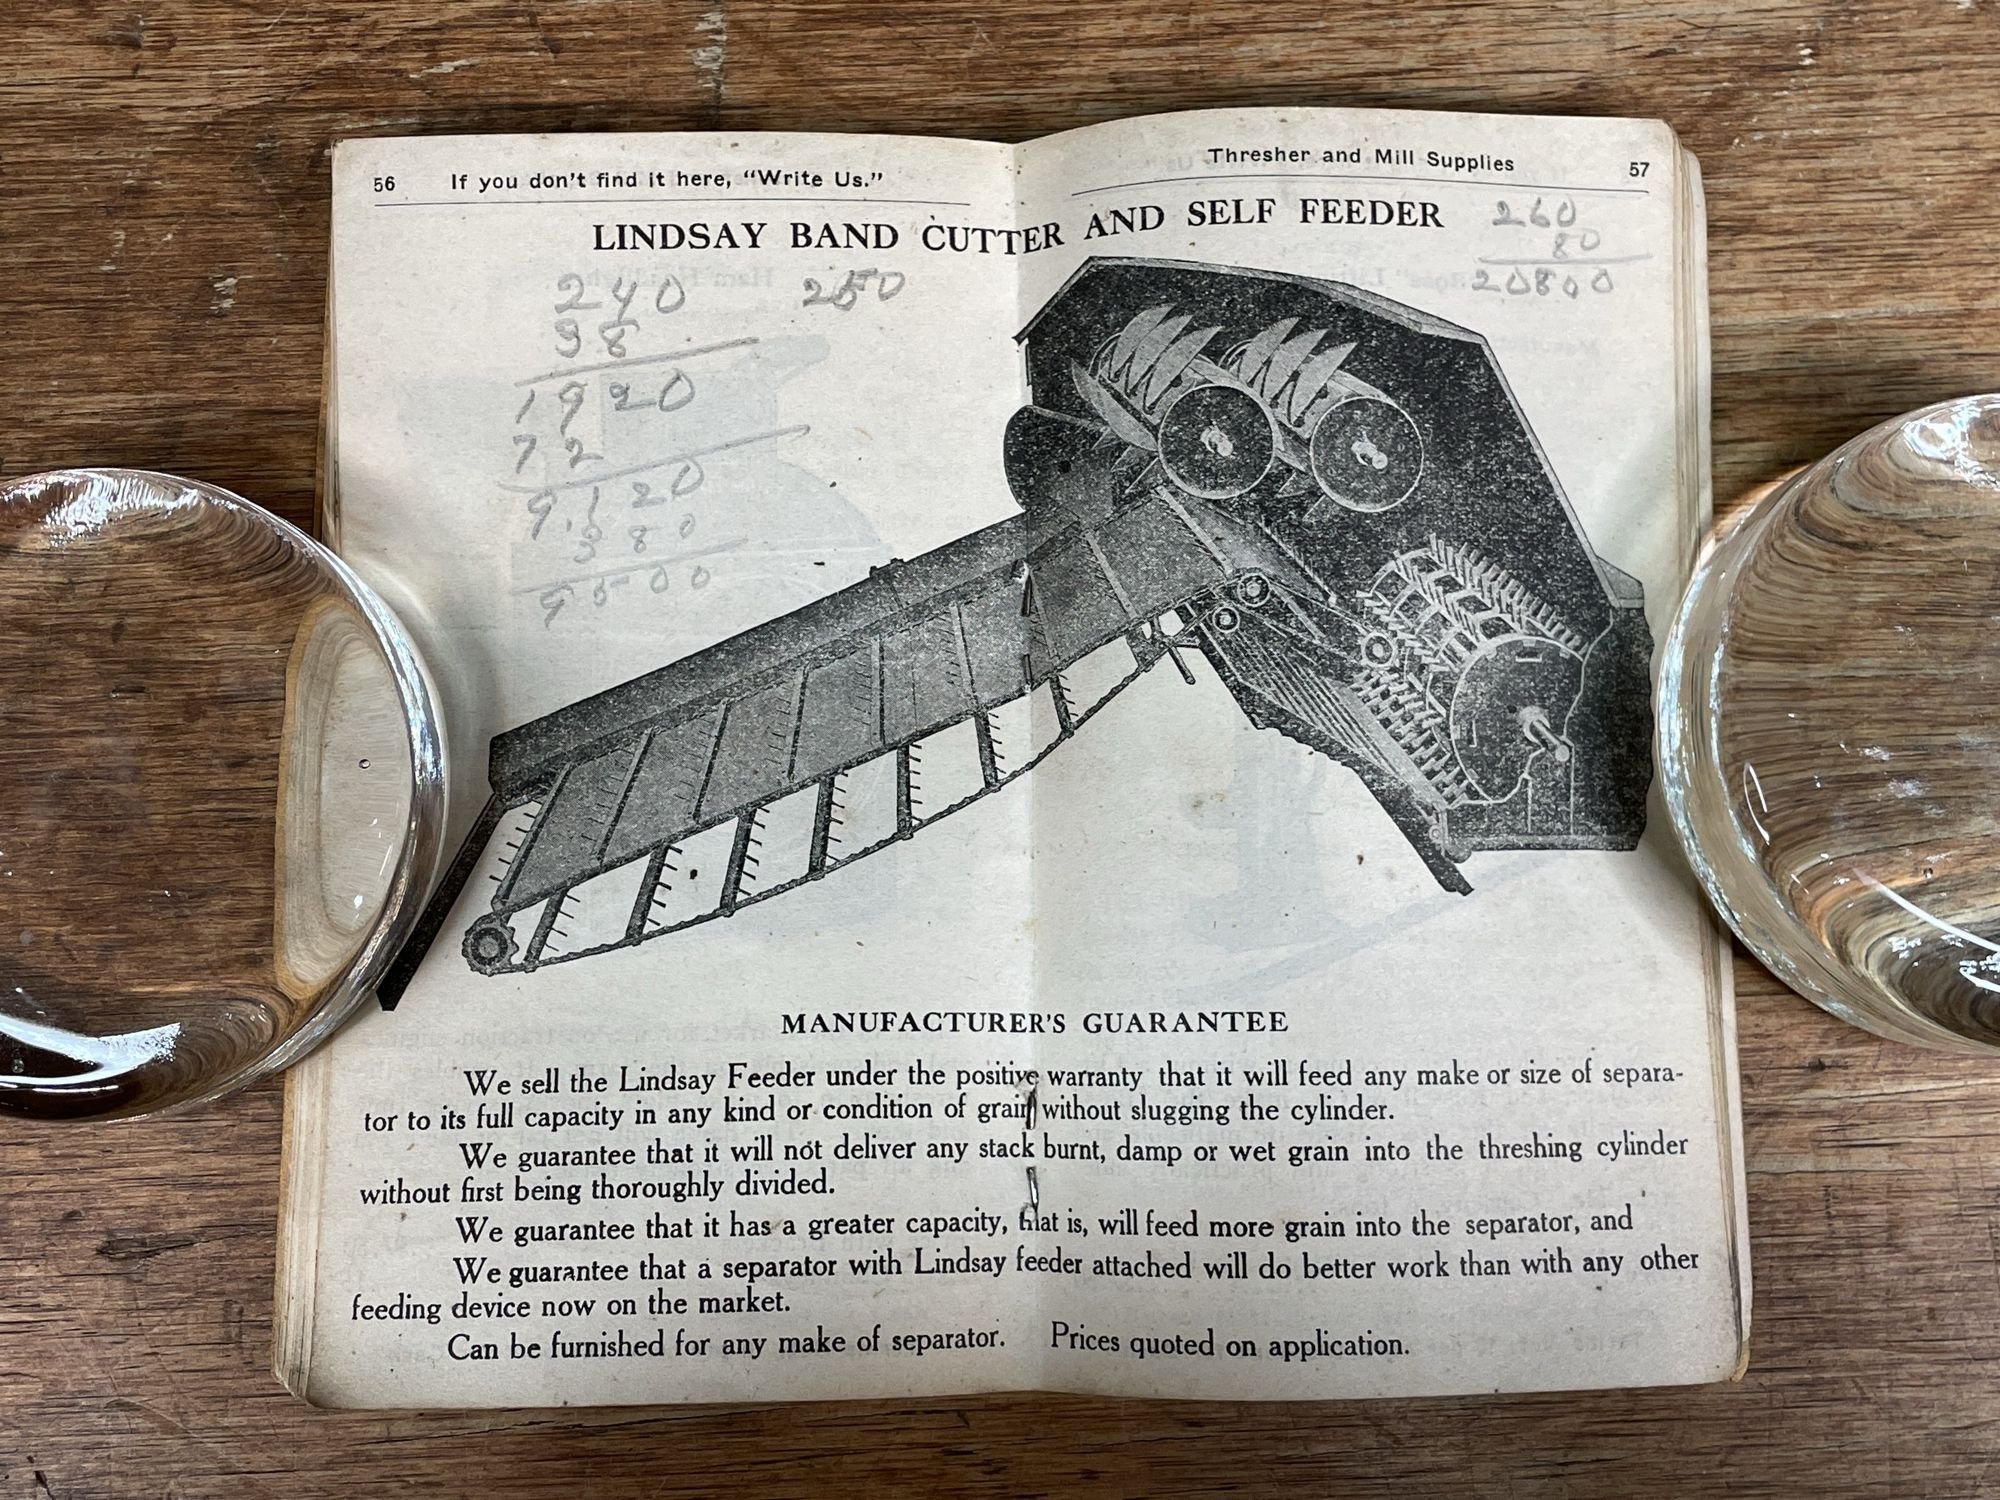 56 If you don't find it here, "Write Us."
Thresher and Mill Supplies 57
LINDSAY BAND CUTTER AND SELF FEEDER
260
80
20800
240
38
1920
72
9120
380
9500
MANUFACTURER'S GUARANTEE
We sell the Lindsay Feeder under the positive warranty that it will feed any make or size of separa-
tor to its full capacity in any kind or condition of grain without slugging the cylinder.
We guarantee that it will not deliver any stack burnt, damp or wet grain into the threshing cylinder
without first being thoroughly divided.
We guarantee that it has a greater capacity, that is, will feed more grain into the separator, and
We guarantee that a separator with Lindsay feeder attached will do better work than with any other
feeding device now on the market.
Can be furnished for any make of separator. Prices quoted on application.